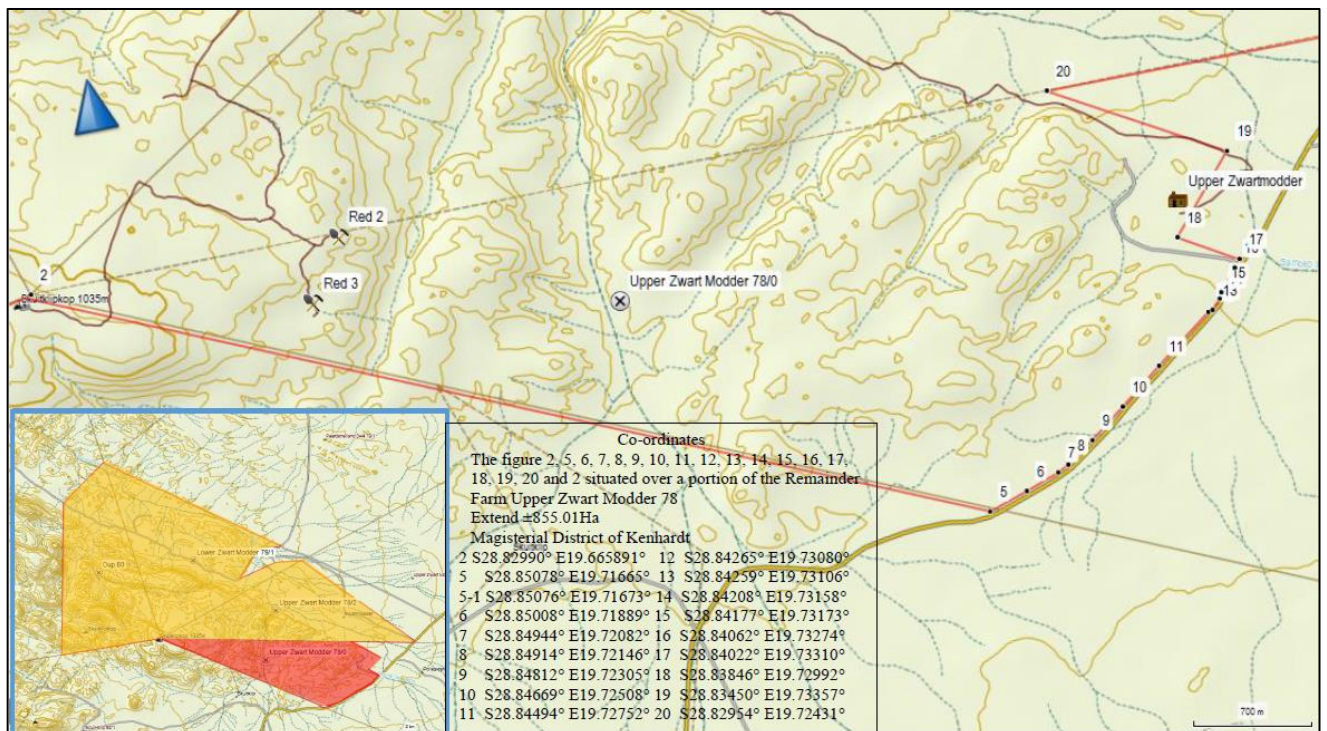 20
19
Upper Zwartmodder
18
17
15
13
Red 2
2
Red 3
Upper Zwart Modder 78/0
11
10
9
8
7
6
5
Co-ordinates
The figure 2, 5, 6, 7, 8, 9, 10, 11, 12, 13, 14, 15, 16, 17,
18, 19, 20 and 2 situated over a portion of the Remainder
Farm Upper Zwart Modder 78
Extend ±855.01Ha
Magisterial District of Kenhardt
2 S28.82990° E19.665891° 12 S28.84265° E19.73080°
5 S28.85078° E19.71665° 13 S28.84259° E19.73106°
5-1 S28.85076° E19.71673° 14 S28.84208° E19.73158°
6 S28.85008° E19.71889° 15 S28.84177° E19.73173°
7 S28.84944° E19.72082° 16 S28.84062° E19.73274°
8 S28.84914° E19.72146° 17 S28.84022° E19.73310°
9 S28.84812° E19.72305° 18 S28.83846° E19.72992°
10 S28.84669° E19.72508° 19 S28.83450° E19.73357°
11 S28.84494° E19.72752° 20 S28.82954° E19.72431°
Lower Zwart Modder 79/1
Oup 80
Upper Zwart Modder 78/2
Upper Zwart Modder 78/0
700 m